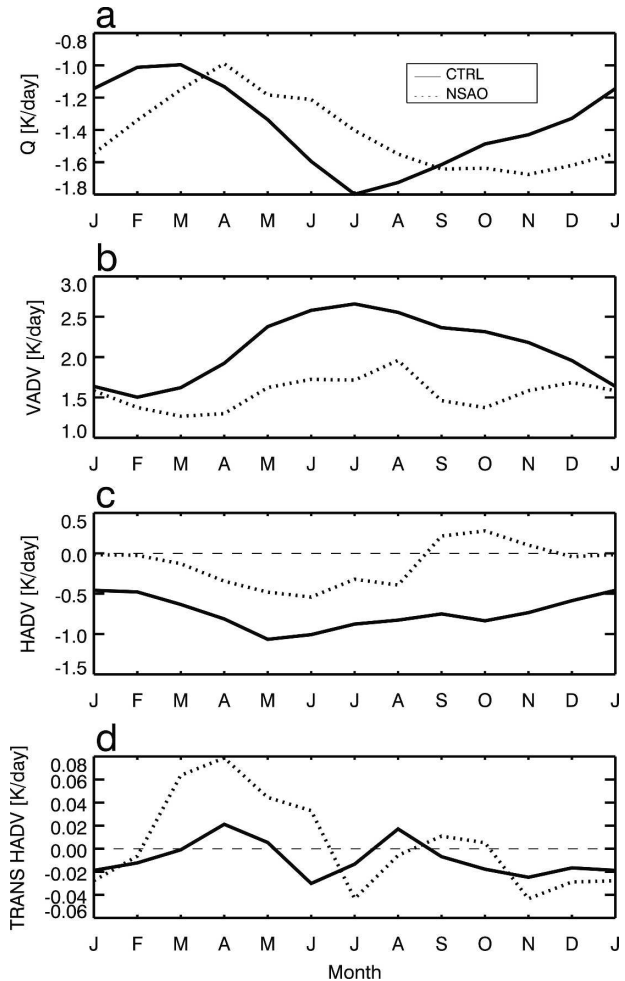 a
Q [K/day]
-0.8
-1.0
-1.2
-1.4
-1.6
-1.8
CTRL
NSAO
J F M A M J J A S O N D J
b
VADV [K/day]
3.0
2.5
2.0
1.5
1.0
J F M A M J J A S O N D J
c
HADV [K/day]
0.5
0.0
-0.5
-1.0
-1.5
J F M A M J J A S O N D J
d
TRANS HADV [K/day]
0.08
0.06
0.04
0.02
0.00
-0.02
-0.04
-0.06
J F M A M J J A S O N D J
Month